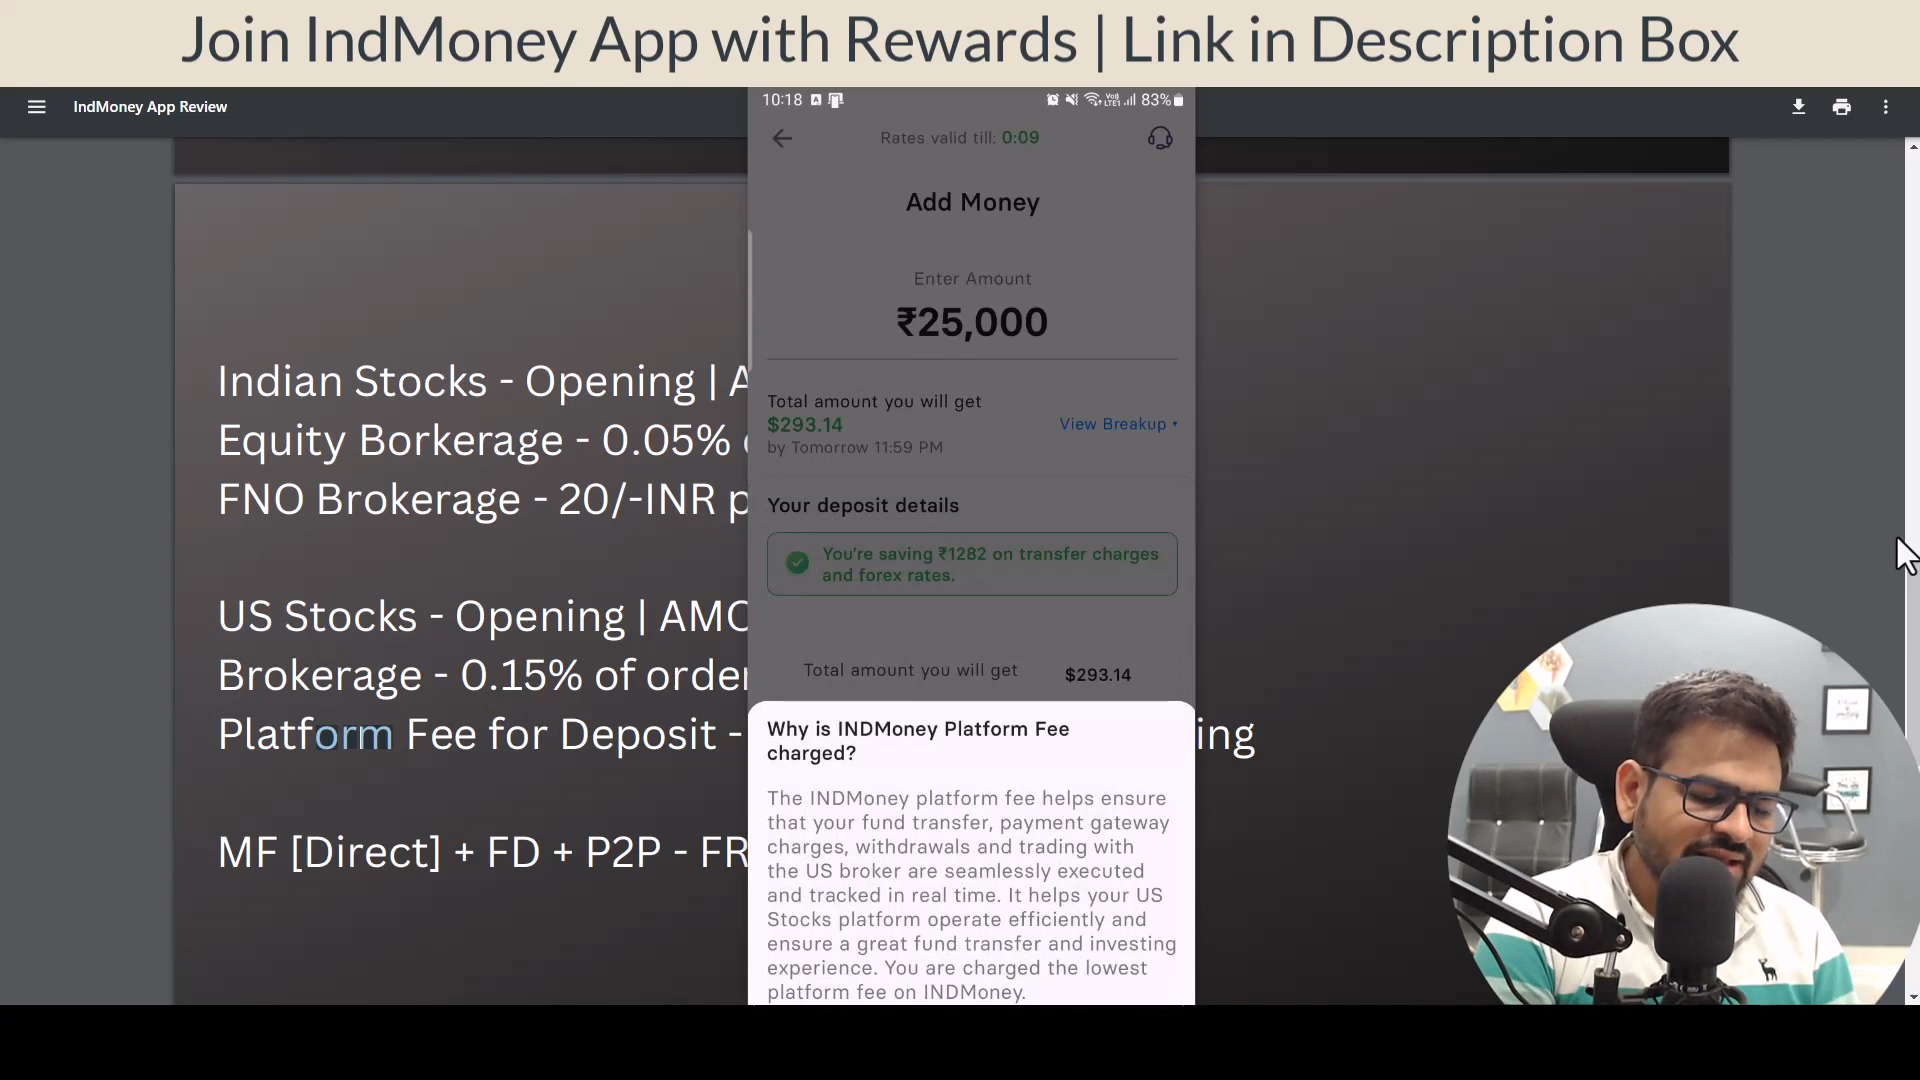 Join IndMoney App with Rewards | Link in Description Box
IndMoney App Review
10:18
83%
Rates valid till: 0:09
Add Money
Enter Amount
₹25,000
Total amount you will get
$293.14
View Breakup
by Tomorrow 11:59 PM
Your deposit details
You're saving ₹1282 on transfer charges
and forex rates.
Total amount you will get $293.14
Why is INDMoney Platform Fee
charged?
The INDMoney platform fee helps ensure
that your fund transfer, payment gateway
charges, withdrawals and trading with
the US broker are seamlessly executed
and tracked in real time. It helps your US
Stocks platform operate efficiently and
ensure a great fund transfer and investing
experience. You are charged the lowest
platform fee on INDMoney.
Indian Stocks - Opening |
Equity Borkerage - 0.05%
FNO Brokerage - 20/-INR
US Stocks - Opening | AMC
Brokerage - 0.15% of order
Platform Fee for Deposit -
MF [Direct] + FD + P2P -